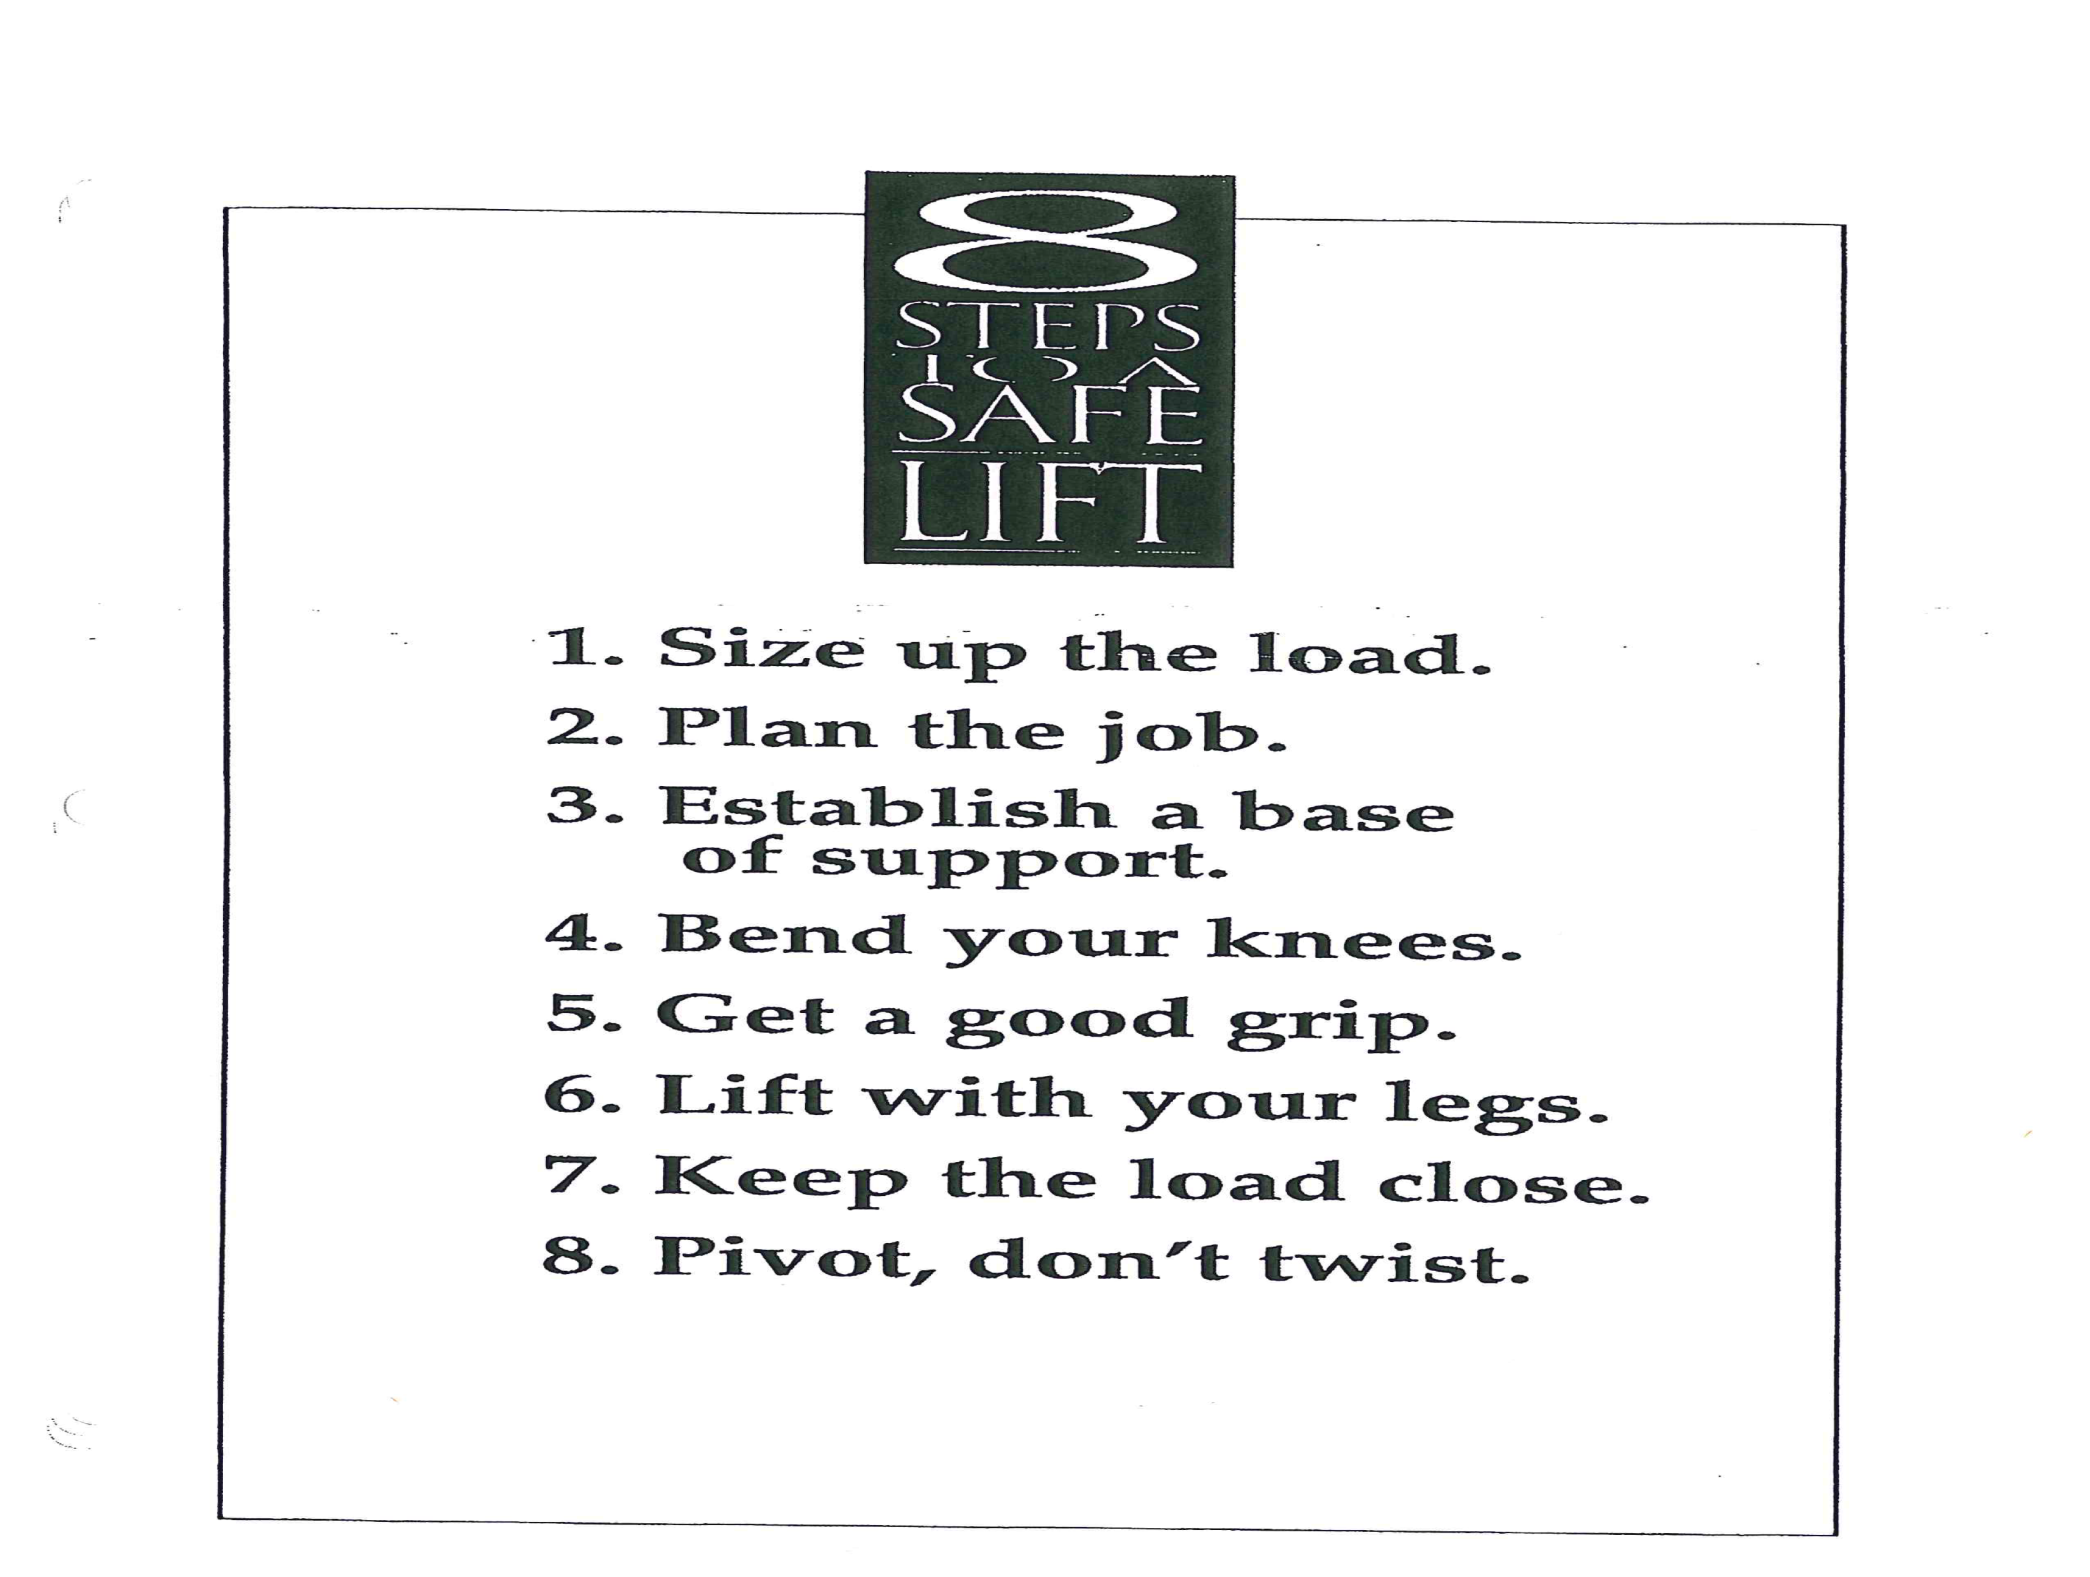 8
STEPS
TO A
SAFE
LIFT
1. Size up the load.
2. Plan the job.
3. Establish a base
of support.
4. Bend your knees.
5. Get a good grip.
6. Lift with your legs.
7. Keep the load close.
8. Pivot, don't twist.